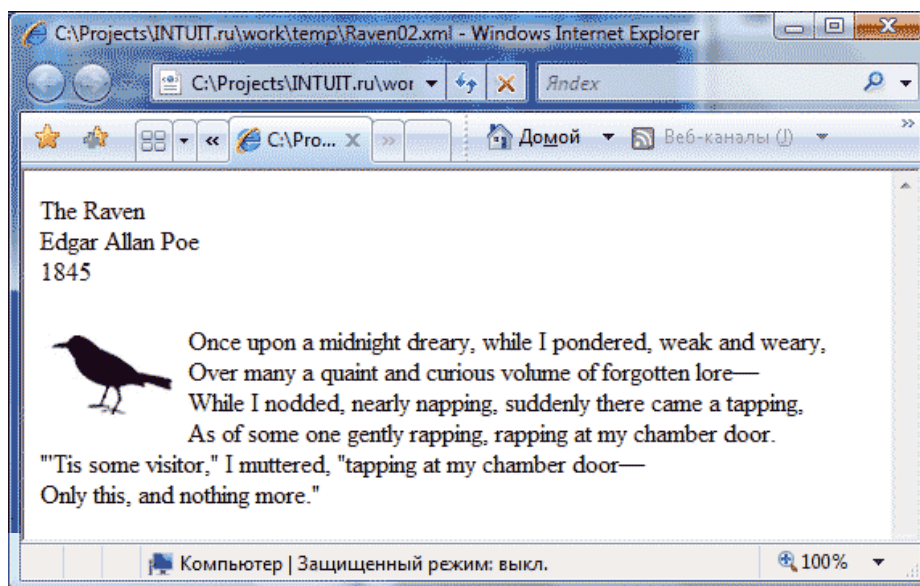 C:\Projects\INTUIT.ru\work\temp\Raven02.xml - Windows Internet Explorer
C:\Projects\INTUIT.ru\wor
Яndex
C:\Pro...
Домой
Веб-каналы (J)
The Raven
Edgar Allan Poe
1845
Once upon a midnight dreary, while I pondered, weak and weary,
Over many a quaint and curious volume of forgotten lore—
While I nodded, nearly napping, suddenly there came a tapping,
As of some one gently rapping, rapping at my chamber door.
"'Tis some visitor," I muttered, "tapping at my chamber door—
Only this, and nothing more."
Компьютер | Защищенный режим: выкл.
100%